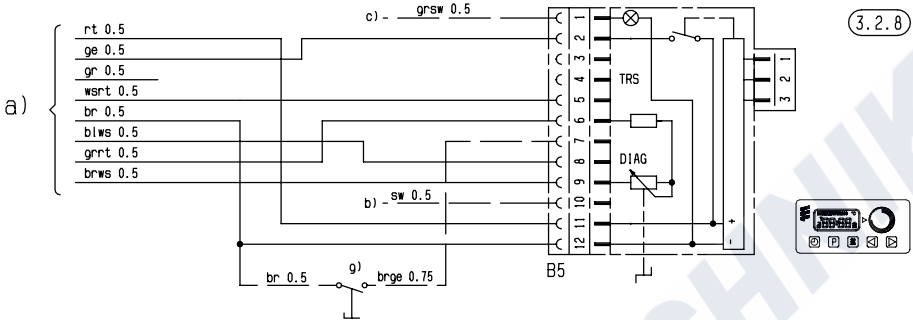 c) grsw 0.5
3.2.8
a)
rt 0.5
ge 0.5
gr 0.5
wsrt 0.5
br 0.5
blws 0.5
grrt 0.5
brws 0.5
b) sw 0.5
1
2
3
4
5
6
7
8
9
10
11
12
TRS
DIAG
B5
+
-
1
2
3
P
g)
br 0.5
brge 0.75